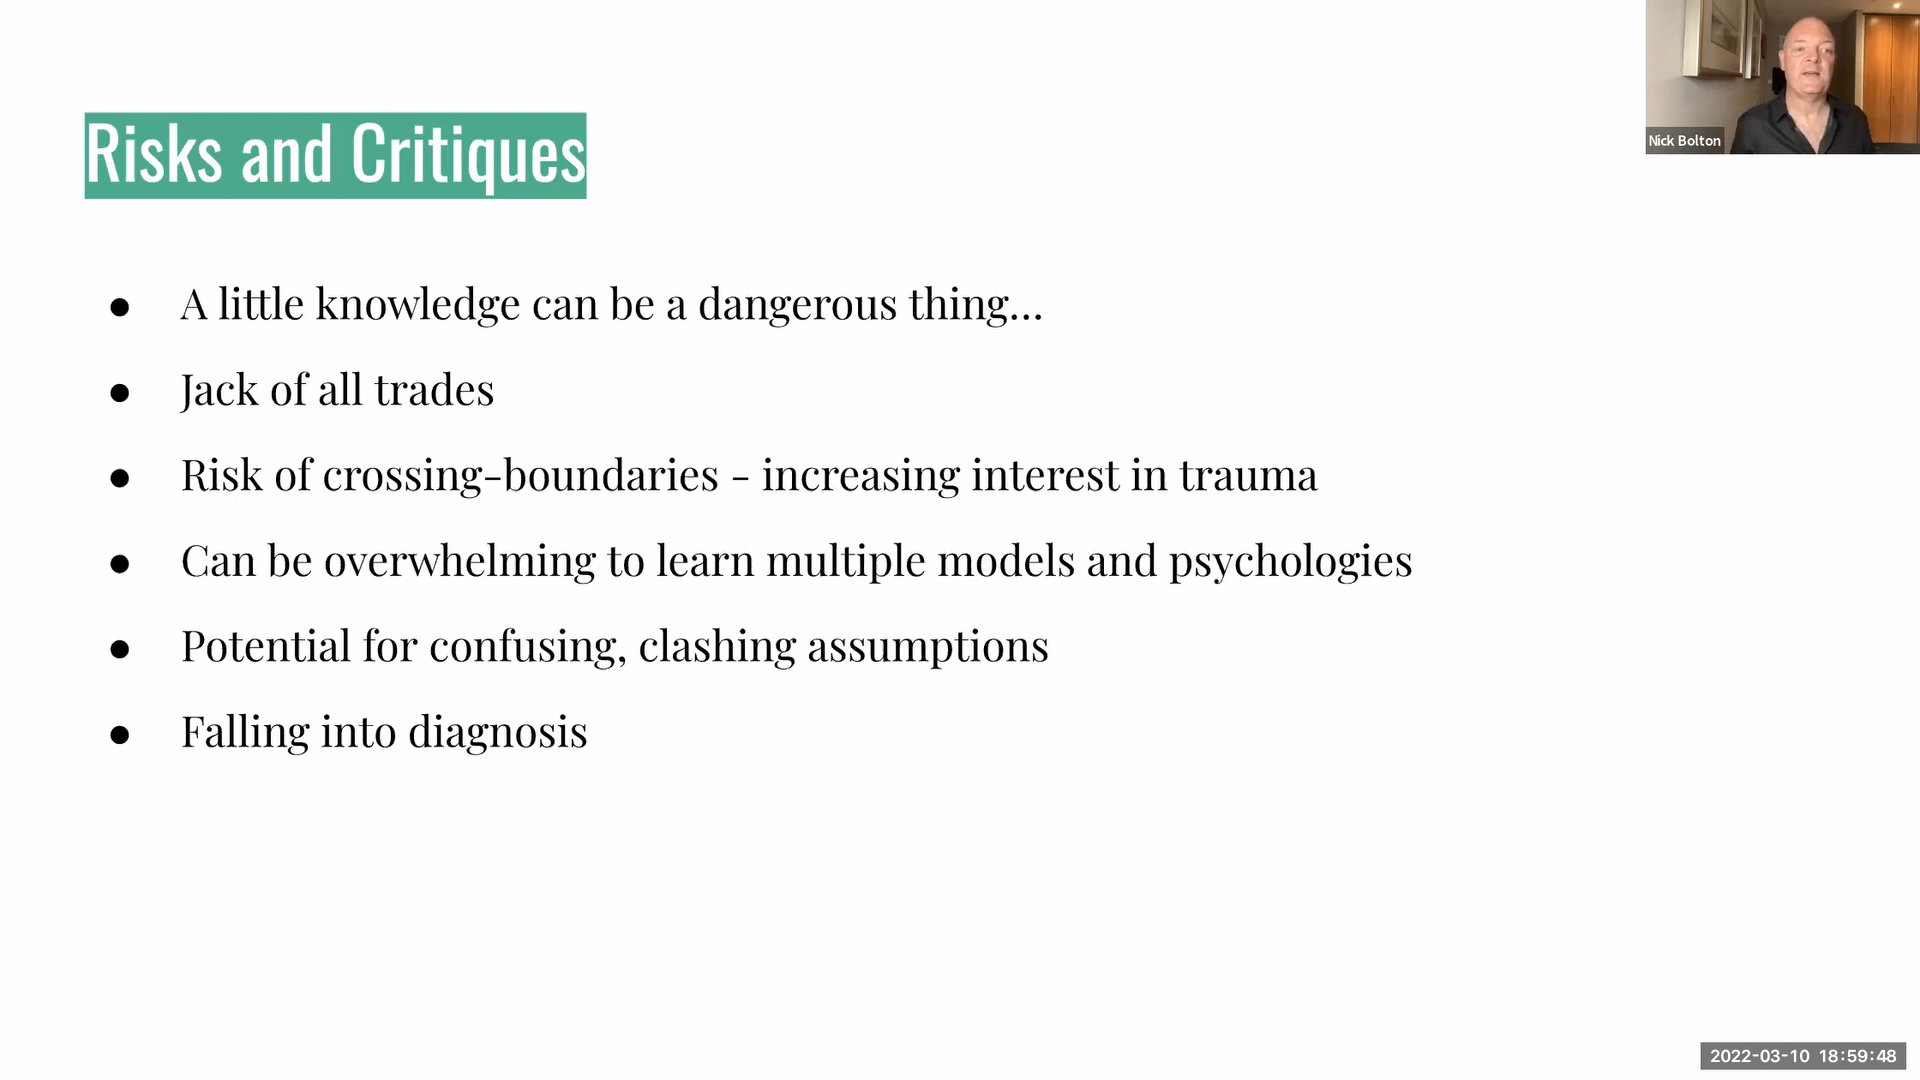 Nick Bolton
Risks and Critiques
● A little knowledge can be a dangerous thing...
● Jack of all trades
● Risk of crossing-boundaries - increasing interest in trauma
● Can be overwhelming to learn multiple models and psychologies
● Potential for confusing, clashing assumptions
● Falling into diagnosis
2022-03-10 18:59:48